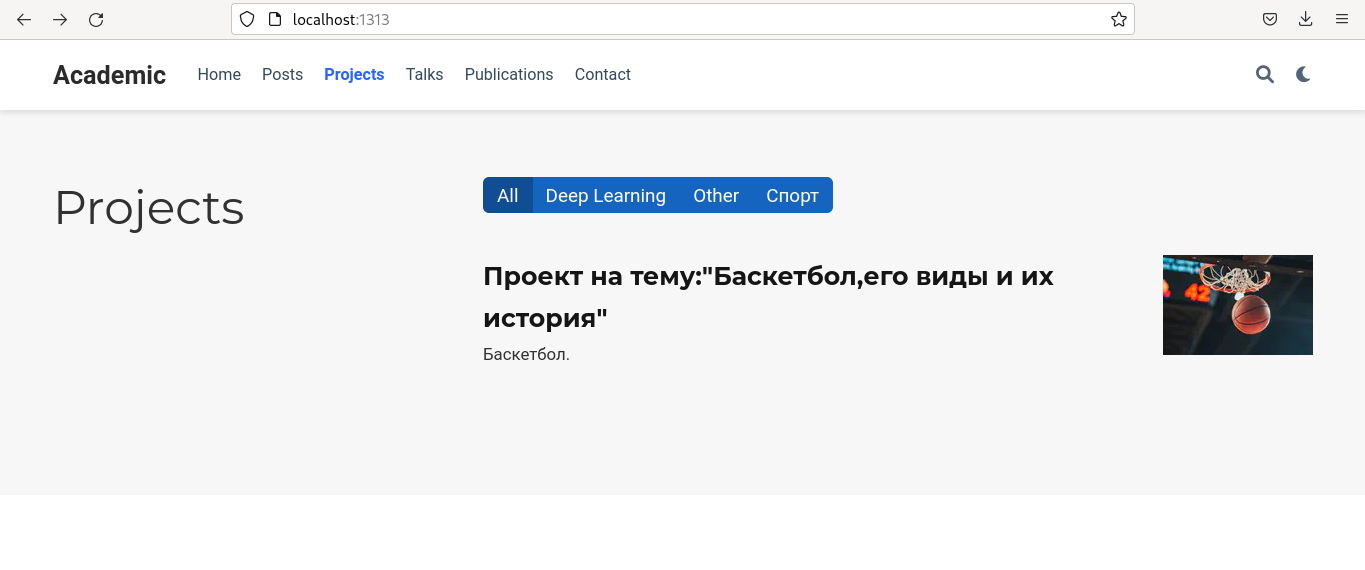 localhost:1313
Academic Home Posts Projects Talks Publications Contact
Projects
All Deep Learning Other Спорт
Проект на тему:"Баскетбол,его виды и их
история"
Баскетбол.
42